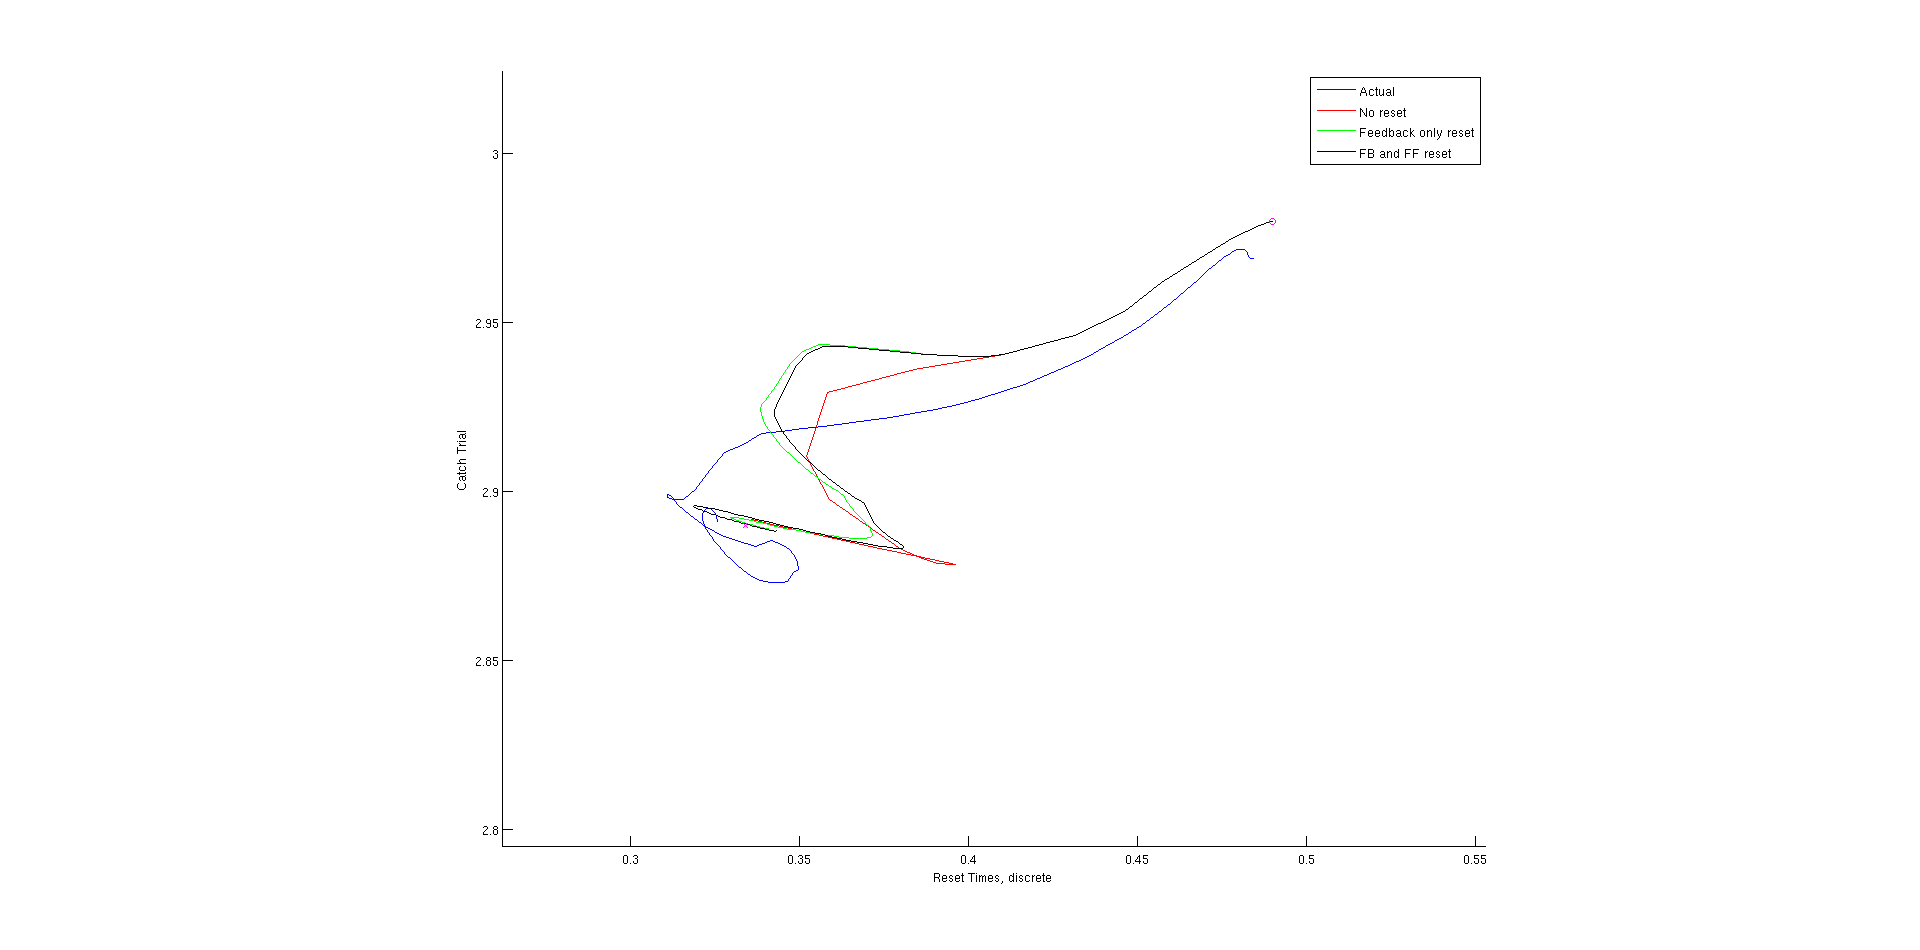 Actual
No reset
Feedback only reset
FB and FF reset
3
2.95
2.9
2.85
2.8
Catch Trial
0.3 0.35 0.4 0.45 0.5 0.55
Reset Times, discrete